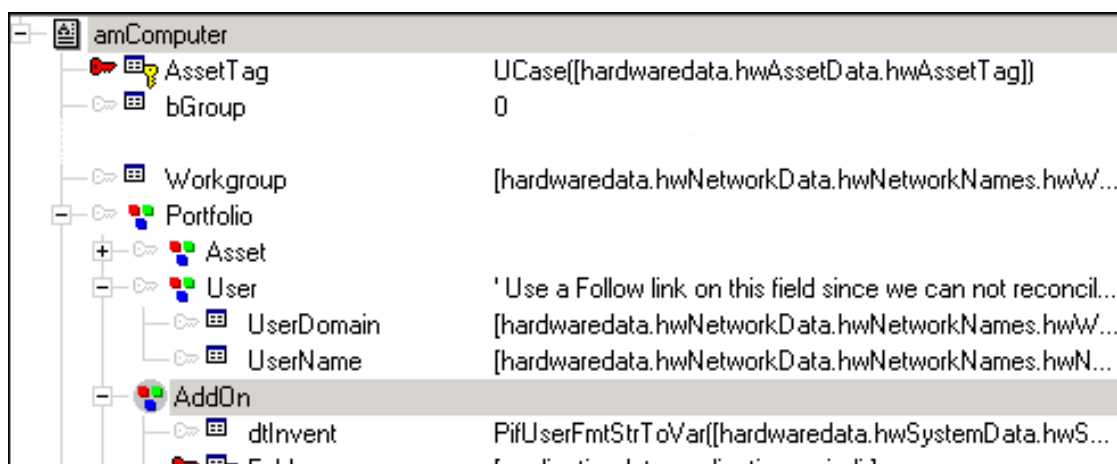 amComputer
AssetTag UCase([hardwaredata.hwAssetData.hwAssetTag])
bGroup 0
Workgroup [hardwaredata.hwNetworkData.hwNetworkNames.hwW...
Portfolio
Asset
User ' Use a Follow link on this field since we can not reconcil...
UserDomain [hardwaredata.hwNetworkData.hwNetworkNames.hwW...
UserName [hardwaredata.hwNetworkData.hwNetworkNames.hwN...
AddOn
dtInvent PifUserFmtStrToVar([hardwaredata.hwSystemData.hwS...